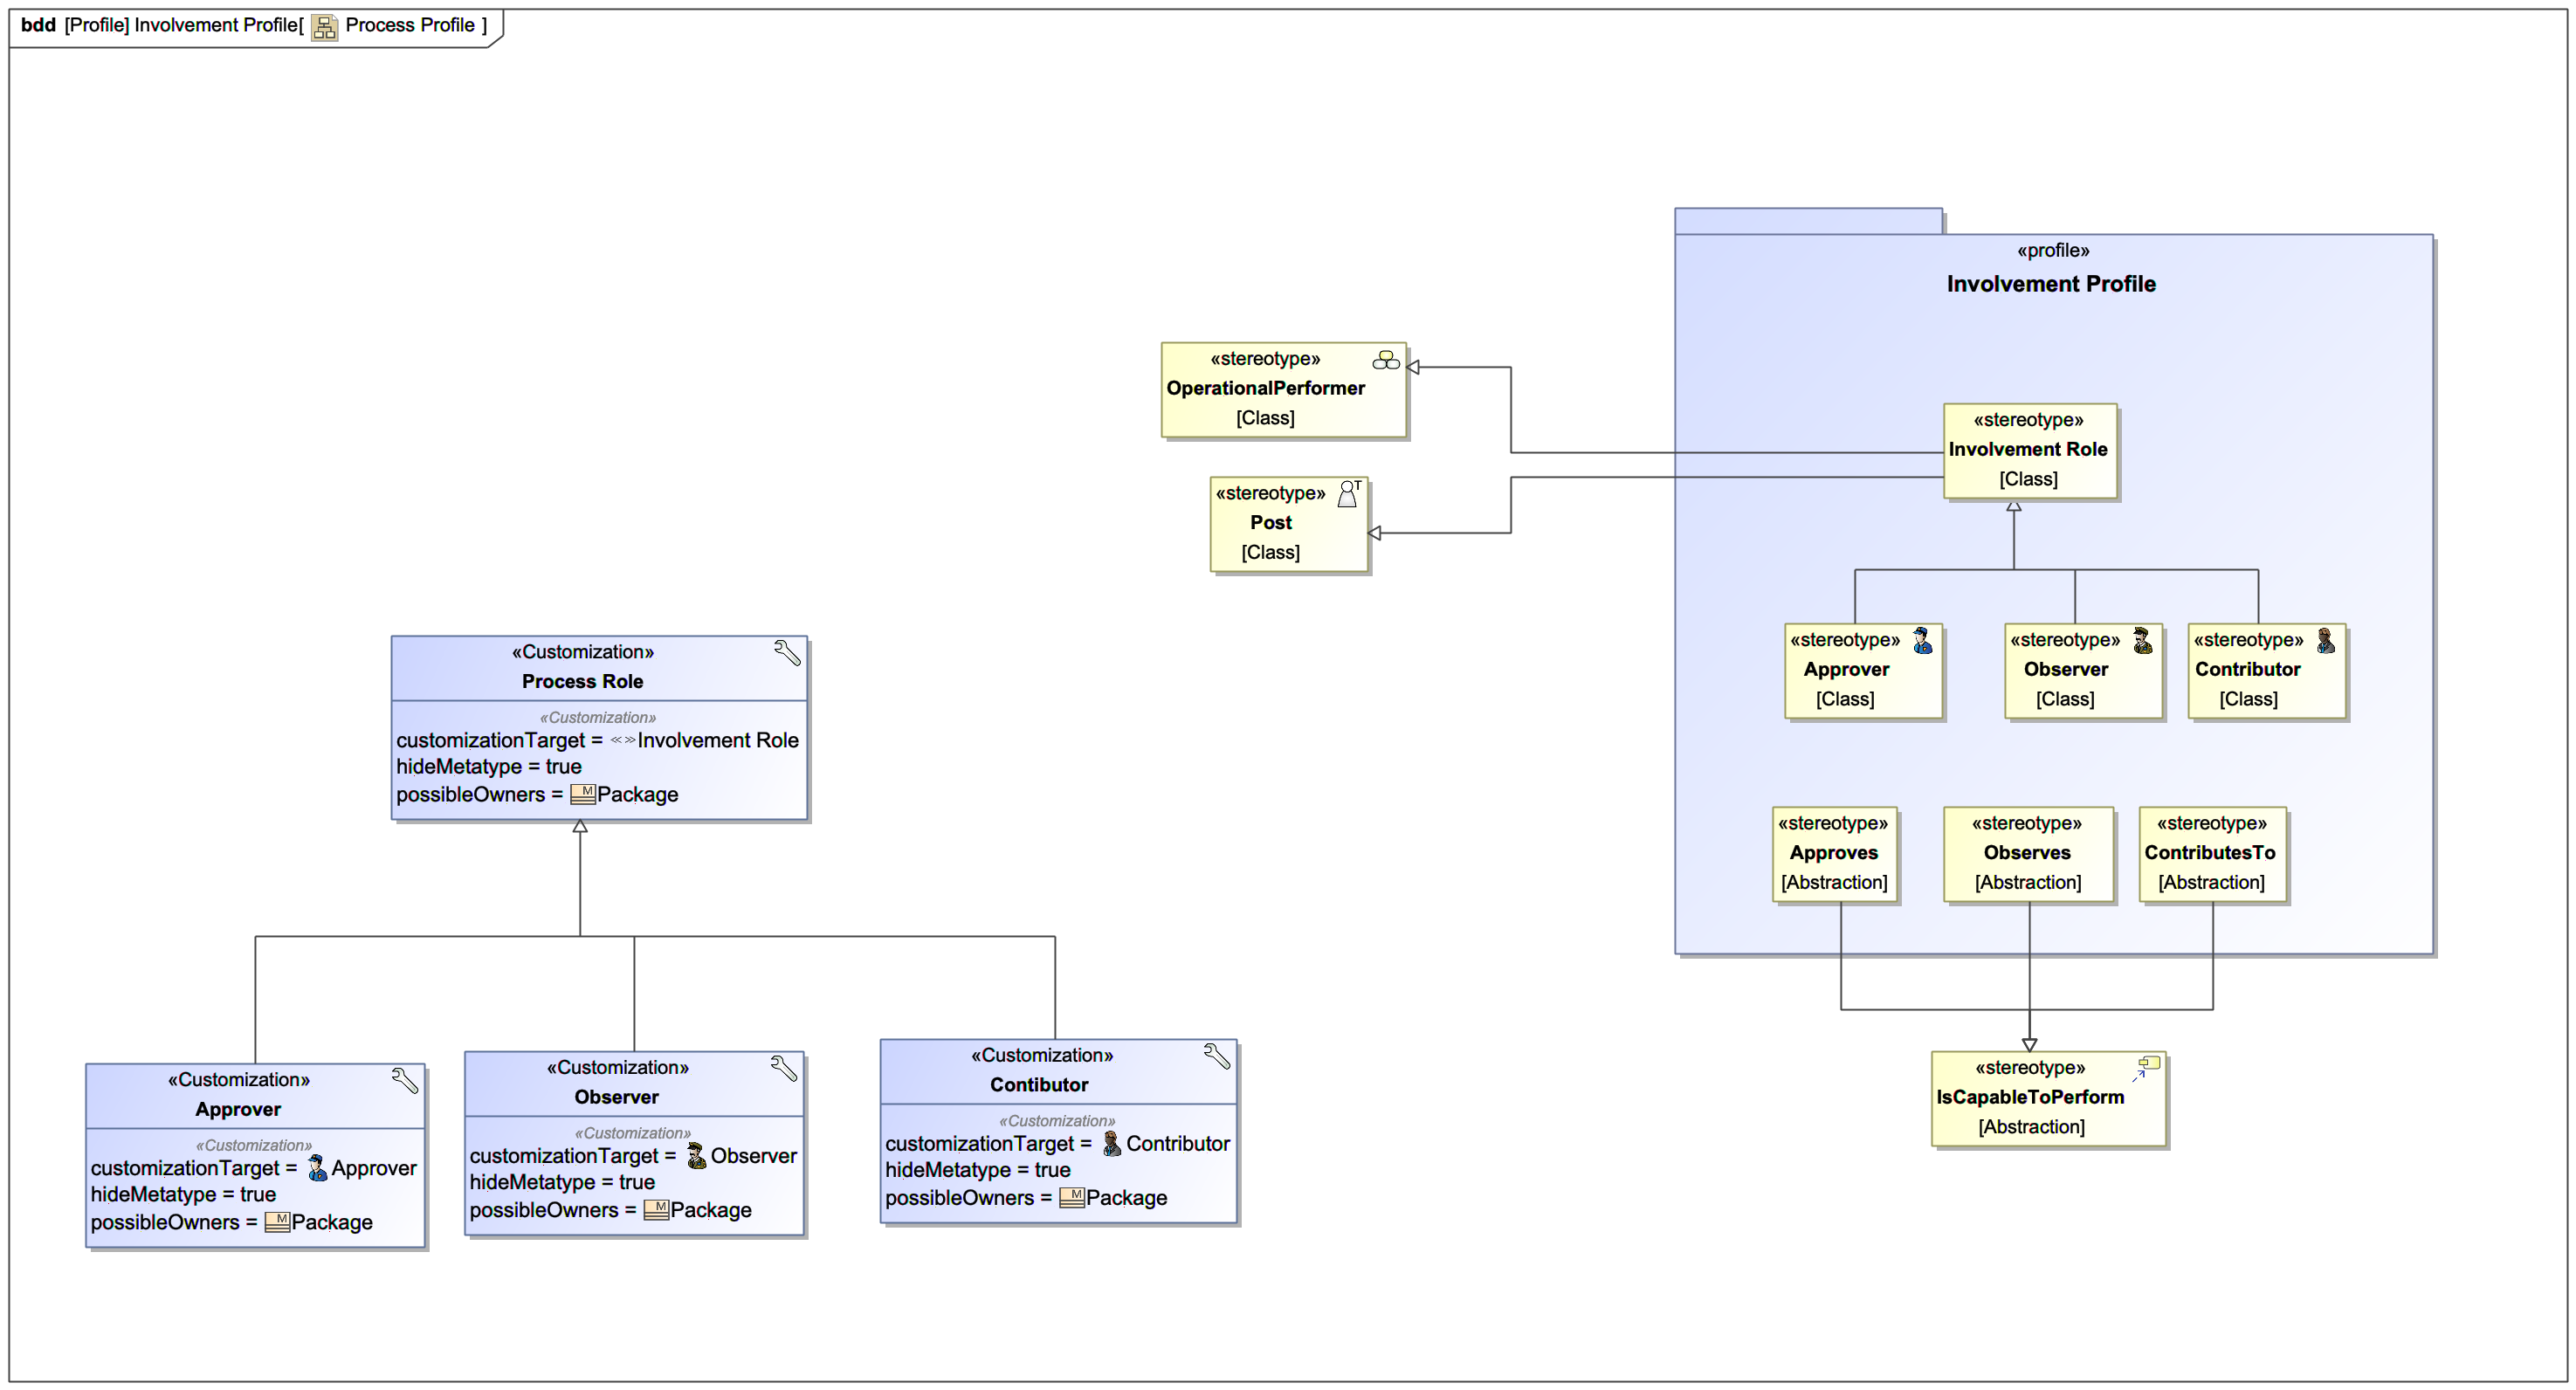 bdd [Profile] Involvement Profile[ Process Profile ]
«profile»
Involvement Profile
«stereotype»
OperationalPerformer
[Class]
«stereotype»
Involvement Role
[Class]
«stereotype» T
Post
[Class]
«stereotype»
Approver
[Class]
«stereotype»
Observer
[Class]
«stereotype»
Contributor
[Class]
«Customization»
Process Role
«Customization»
customizationTarget = «»Involvement Role
hideMetatype = true
possibleOwners = M Package
«stereotype»
Approves
[Abstraction]
«stereotype»
Observes
[Abstraction]
«stereotype»
ContributesTo
[Abstraction]
«Customization»
Approver
«Customization»
customizationTarget = Approver
hideMetatype = true
possibleOwners = M Package
«Customization»
Observer
«Customization»
customizationTarget = Observer
hideMetatype = true
possibleOwners = M Package
«Customization»
Contibutor
«Customization»
customizationTarget = Contributor
hideMetatype = true
possibleOwners = M Package
«stereotype»
IsCapableToPerform
[Abstraction]